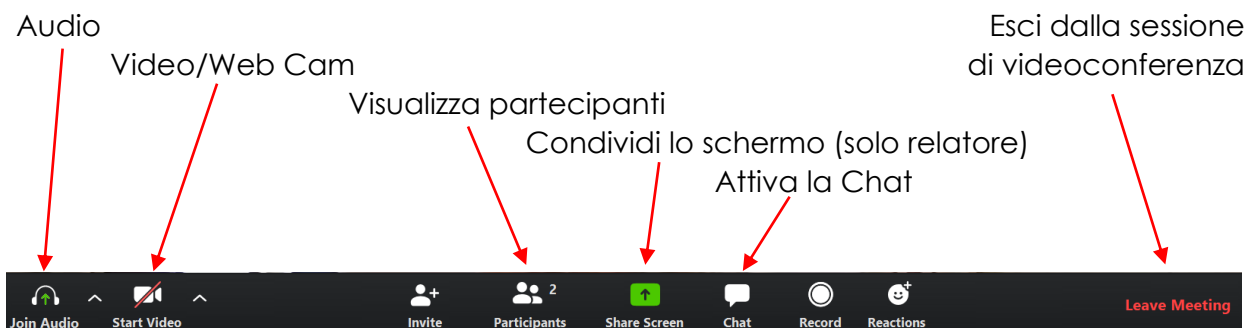 Audio
Esci dalla sessione
di videoconferenza
Video/Web Cam
Visualizza partecipanti
Condividi lo schermo (solo relatore)
Attiva la Chat
2
Join Audio
Start Video
Invite
Participants
Share Screen
Chat
Record
Reactions
Leave Meeting